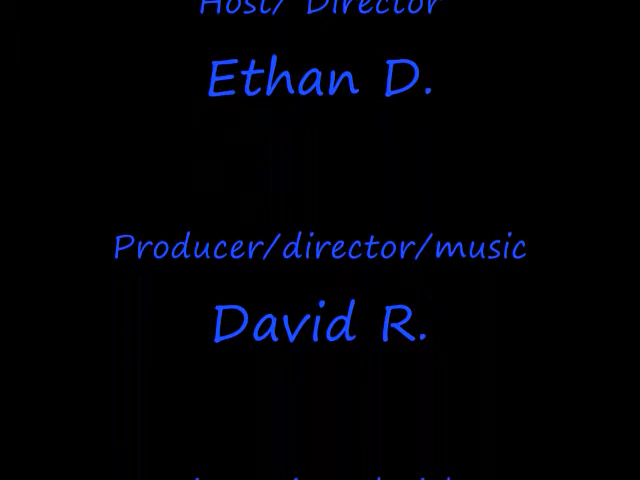 Host/ Director
Ethan D.
Producer/director/music
David R.